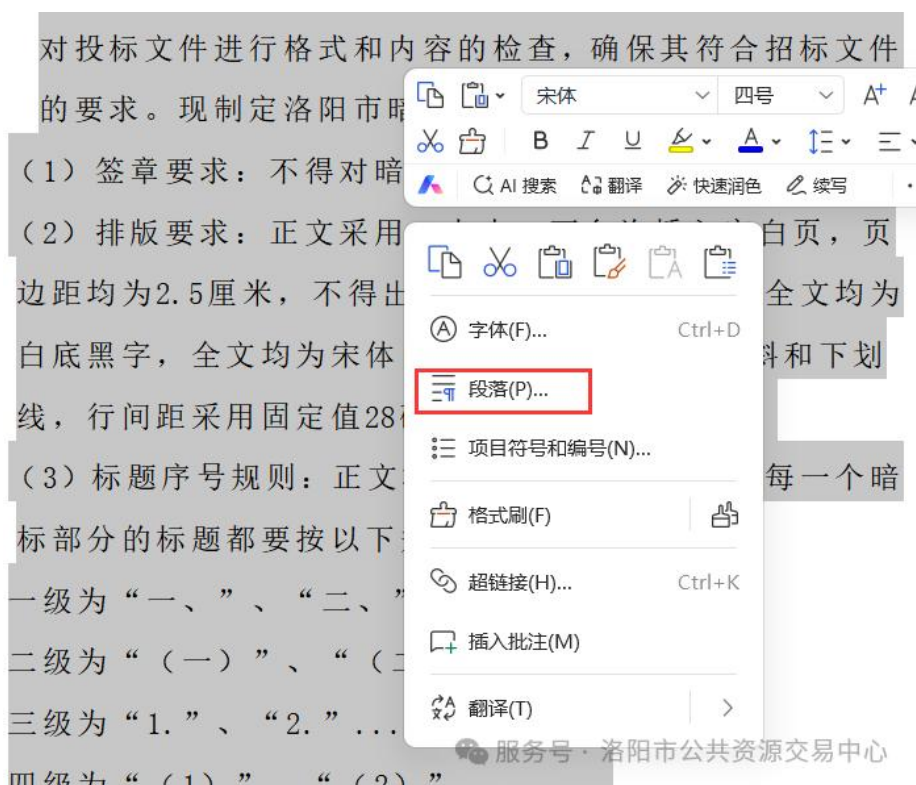 对投标文件进行格式和内容的检查，确保其符合招标文件
宋体
四号
A+
的要求。现制定洛阳市暗
B I U A
（1）签章要求：不得对暗
AI 搜索 翻译 快速润色 续写
（2）排版要求：正文采用
白页，页
边距均为2.5厘米，不得出
全文均为
字体(F)... Ctrl+D
白底黑字，全文均为宋体
和下划
段落(P)...
线，行间距采用固定值28
项目符号和编号(N)...
（3）标题序号规则：正文
每一个暗
格式刷(F)
标部分的标题都要按以下
超链接(H)... Ctrl+K
一级为“一、”、“二、”
插入批注(M)
二级为“（一）”、“（
翻译(T)
三级为“1.”、“2.”...
服务号 · 洛阳市公共资源交易中心
四级为“（1）”、“（2）”